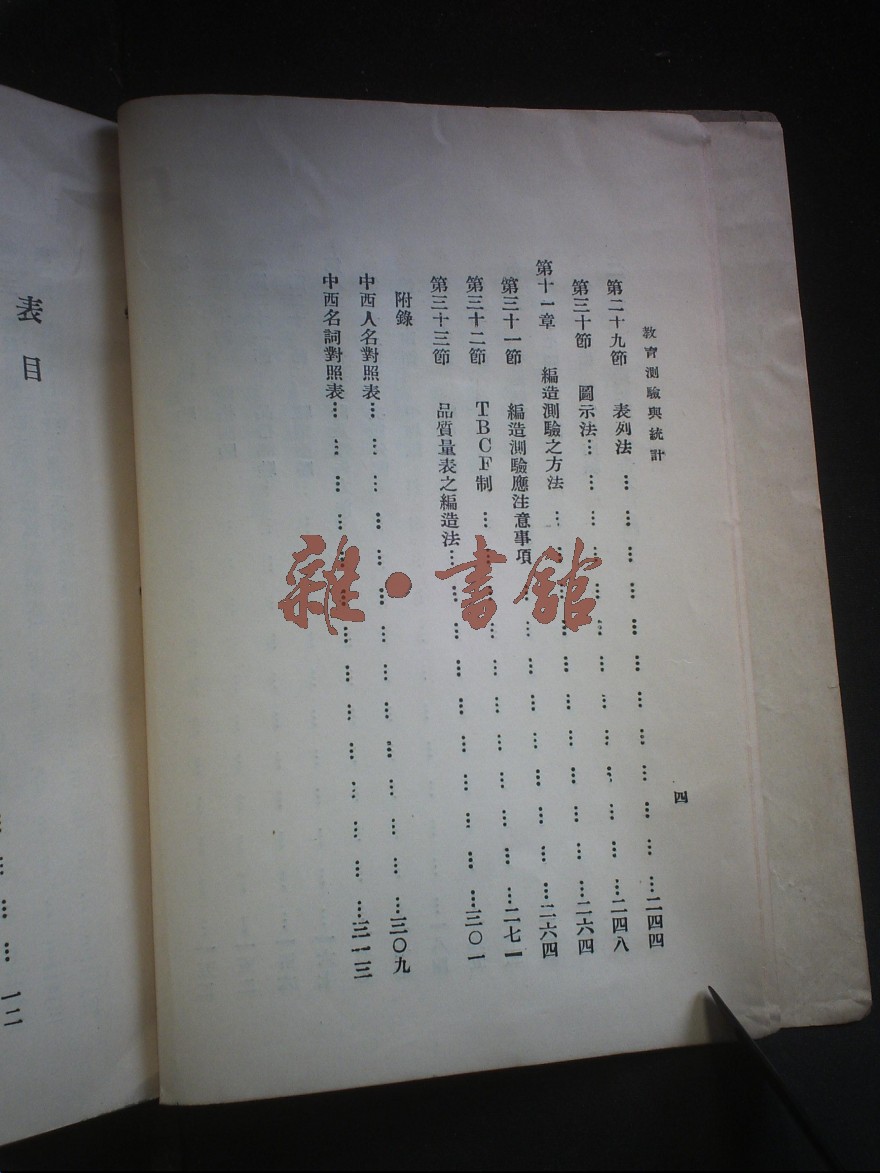 教育測驗與統計 四
第二十九節 表列法……二四四
第三十節 圖示法……二四八
第十一章 編造測驗之方法……二六四
第三十一節 編造測驗應注意事項……二六四
第三十二節 TBCF制……二七一
第三十三節 品質量表之編造法……三〇一
附錄
中西人名對照表……三〇九
中西名詞對照表……三一三
表目
……一二
雜·書館